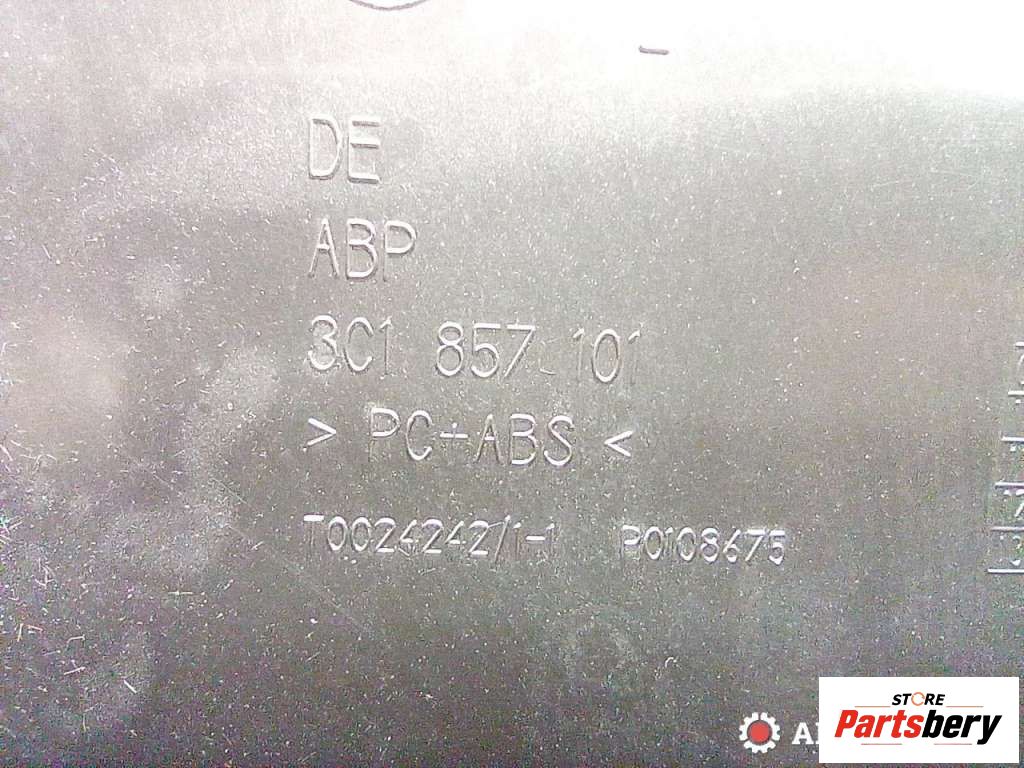 DE
ABP
3C1 857 101
> PC+ABS <
T0024242/1-1 P0108675
STORE
Partsbery